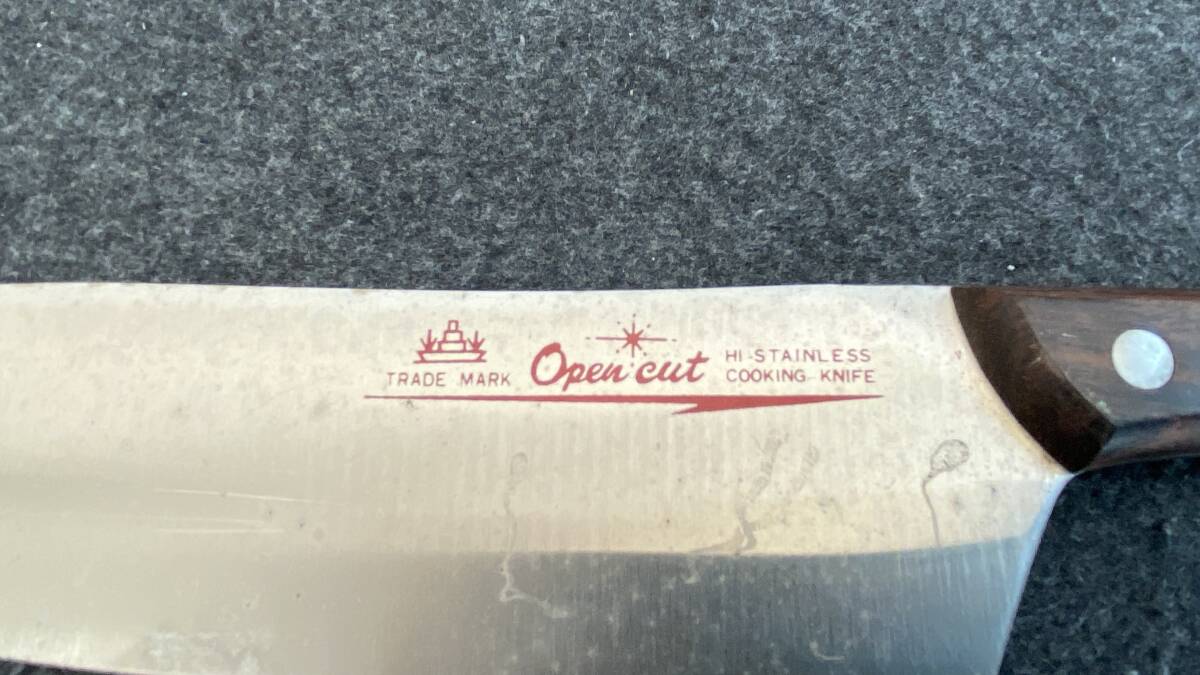 TRADE MARK
Open cut
HI-STAINLESS
COOKING KNIFE